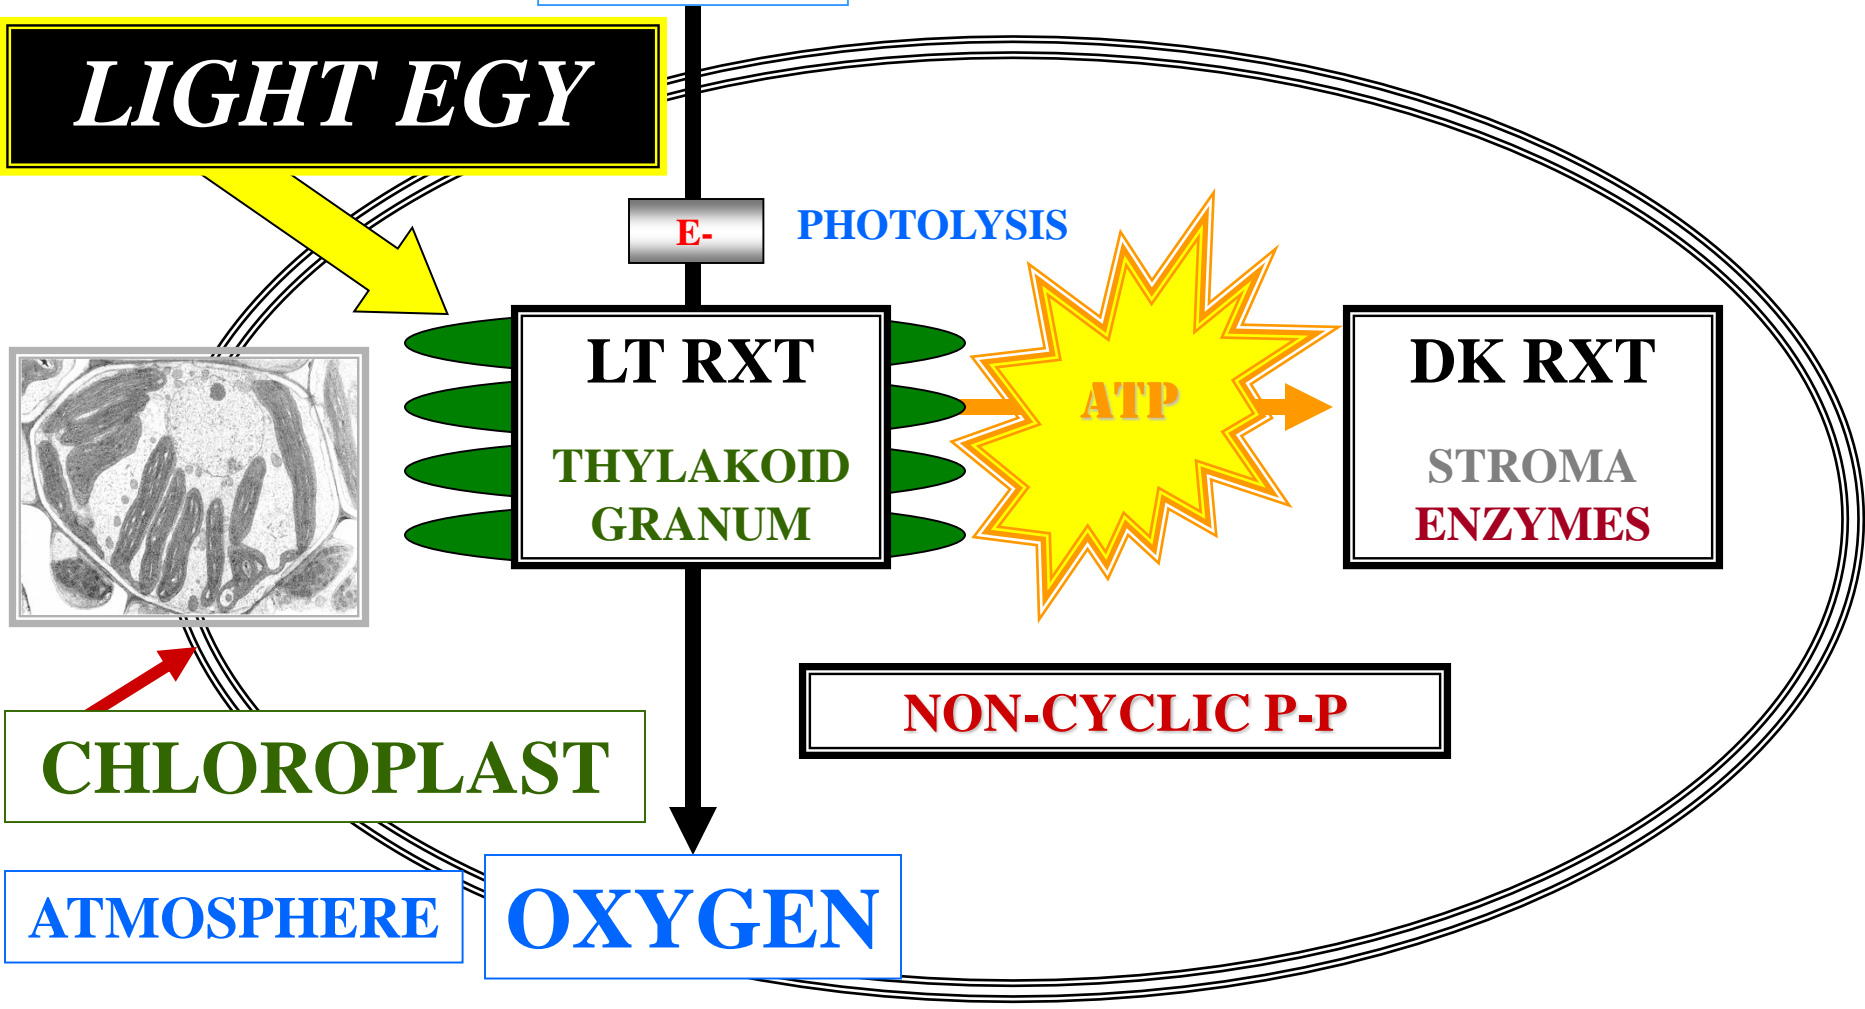 LIGHT EGY
E-
PHOTOLYSIS
LT RXT
THYLAKOID
GRANUM
ATP
DK RXT
STROMA
ENZYMES
NON-CYCLIC P-P
CHLOROPLAST
ATMOSPHERE
OXYGEN